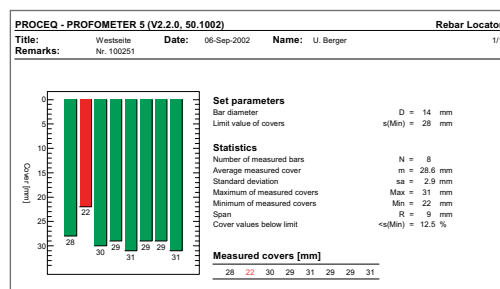 PROCEQ - PROFOMETER 5 (V2.2.0, 50.1002) Rebar Locator
Title: Westseite Date: 06-Sep-2002 Name: U. Berger 1/1
Remarks: Nr. 100251
Cover [mm]
0
5
10
15
20
25
30
28 22 30 29 31 29 29 31
Set parameters
Bar diameter D = 14 mm
Limit value of covers s(Min) = 28 mm
Statistics
Number of measured bars N = 8
Average measured cover m = 28.6 mm
Standard deviation sa = 2.9 mm
Maximum of measured covers Max = 31 mm
Minimum of measured covers Min = 22 mm
Span R = 9 mm
Cover values below limit <s(Min) = 12.5 %
Measured covers [mm]
28 22 30 29 31 29 29 31